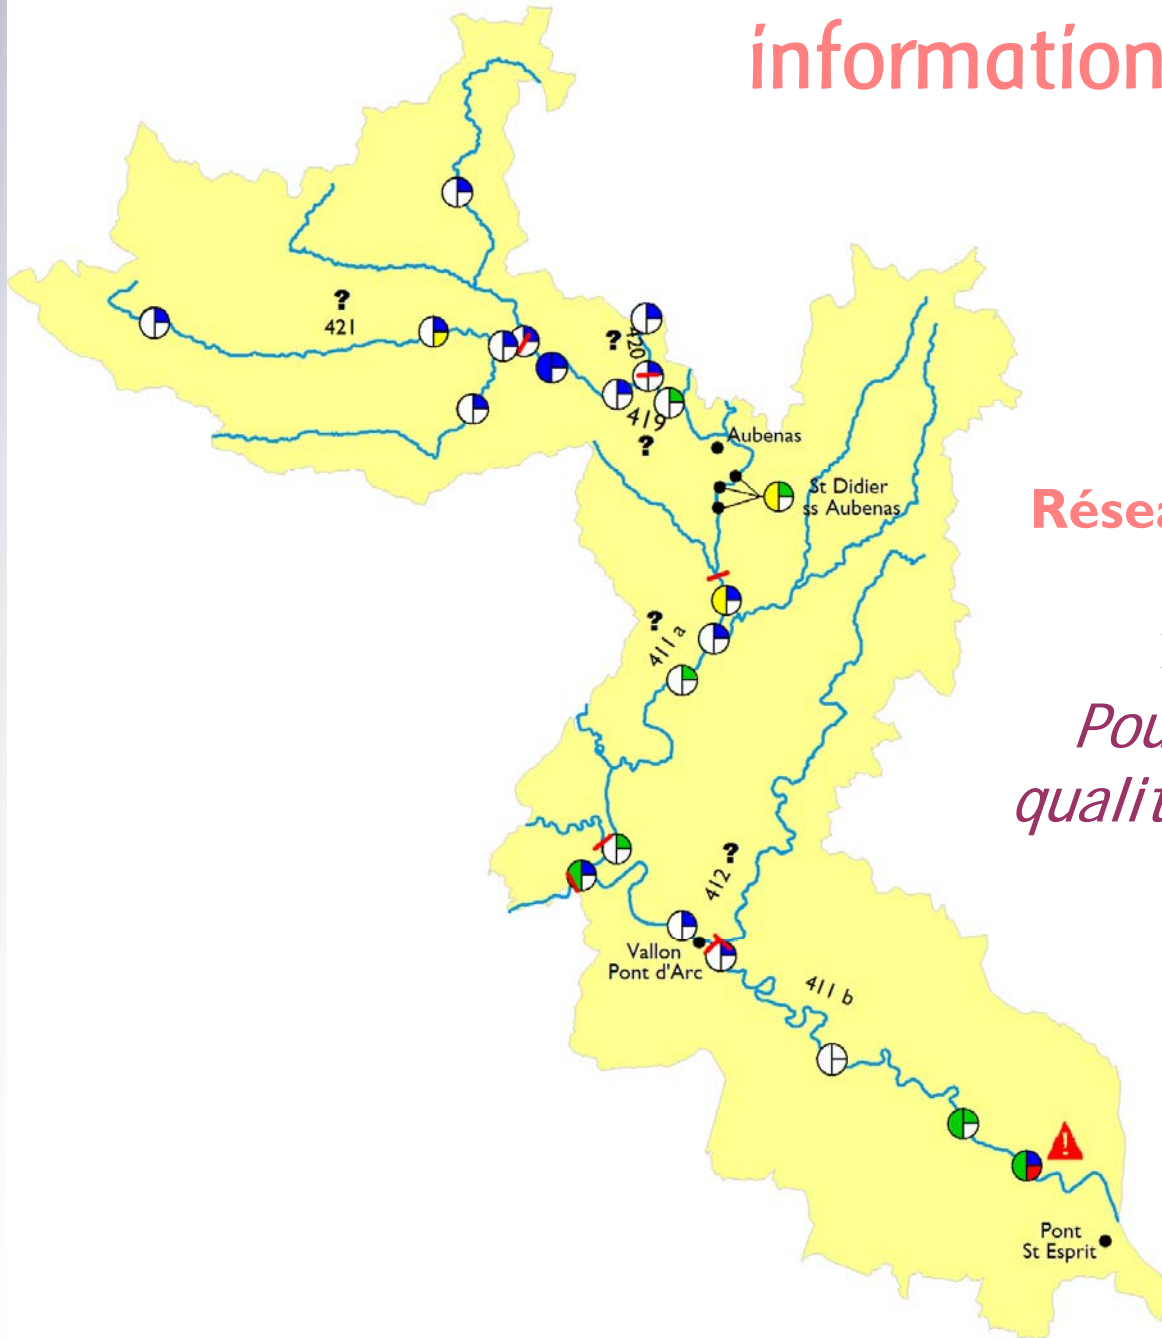 information
?
421
?
420
419
?
Aubenas
St Didier
ss Aubenas
Résea
?
411 a
Pou
qualit
?
412
Vallon
Pont d'Arc
411 b
!
Pont
St Esprit